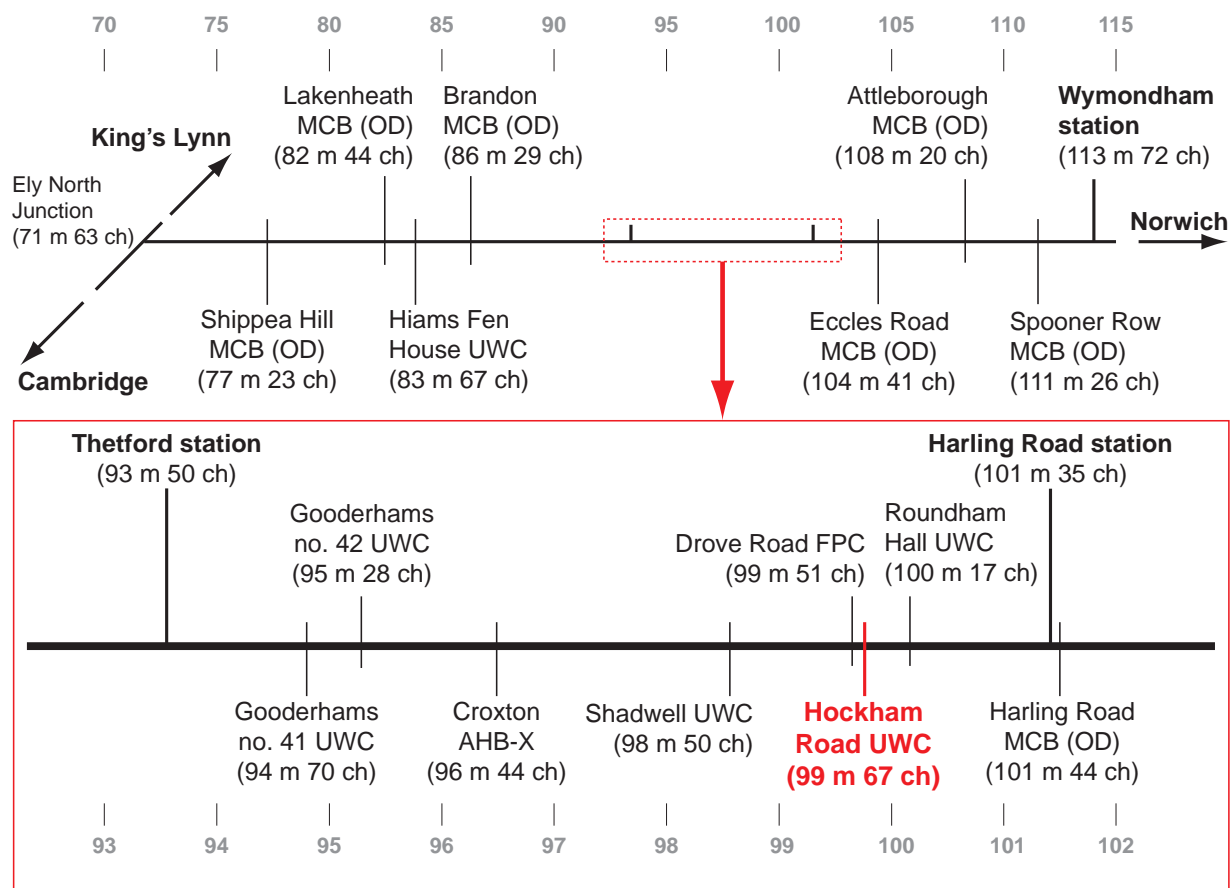 70 75 80 85 90 95 100 105 110 115
Lakenheath
MCB (OD)
(82 m 44 ch)
Brandon
MCB (OD)
(86 m 29 ch)
Attleborough
MCB (OD)
(108 m 20 ch)
Wymondham
station
(113 m 72 ch)
King's Lynn
Ely North
Junction
(71 m 63 ch)
Norwich
Cambridge
Shippea Hill
MCB (OD)
(77 m 23 ch)
Hiams Fen
House UWC
(83 m 67 ch)
Eccles Road
MCB (OD)
(104 m 41 ch)
Spooner Row
MCB (OD)
(111 m 26 ch)
Thetford station
(93 m 50 ch)
Harling Road station
(101 m 35 ch)
Gooderhams
no. 42 UWC
(95 m 28 ch)
Drove Road FPC
(99 m 51 ch)
Roundham
Hall UWC
(100 m 17 ch)
Gooderhams
no. 41 UWC
(94 m 70 ch)
Croxton
AHB-X
(96 m 44 ch)
Shadwell UWC
(98 m 50 ch)
Hockham
Road UWC
(99 m 67 ch)
Harling Road
MCB (OD)
(101 m 44 ch)
93 94 95 96 97 98 99 100 101 102